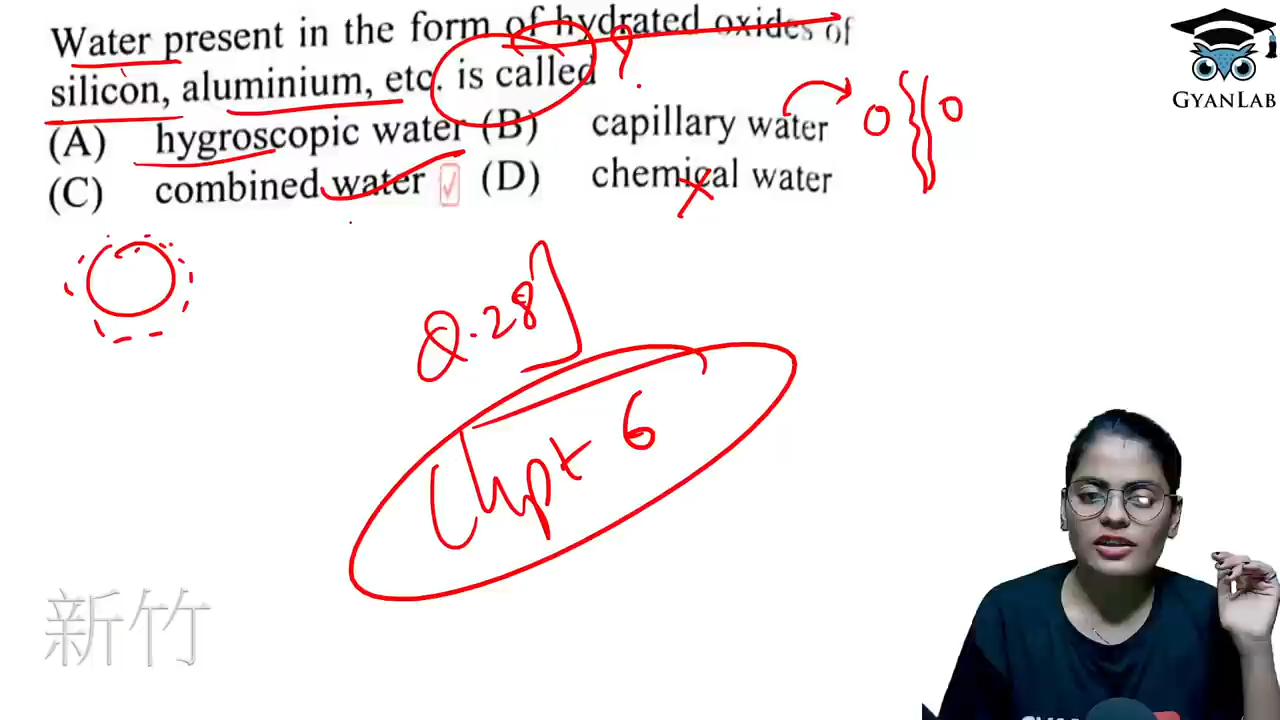 Water present in the form of hydrated oxides of
silicon, aluminium, etc. is called ?
(A) hygroscopic water (B) capillary water
(C) combined water (D) chemical water
GYANLAB
Q.28
Chpt 6
新竹